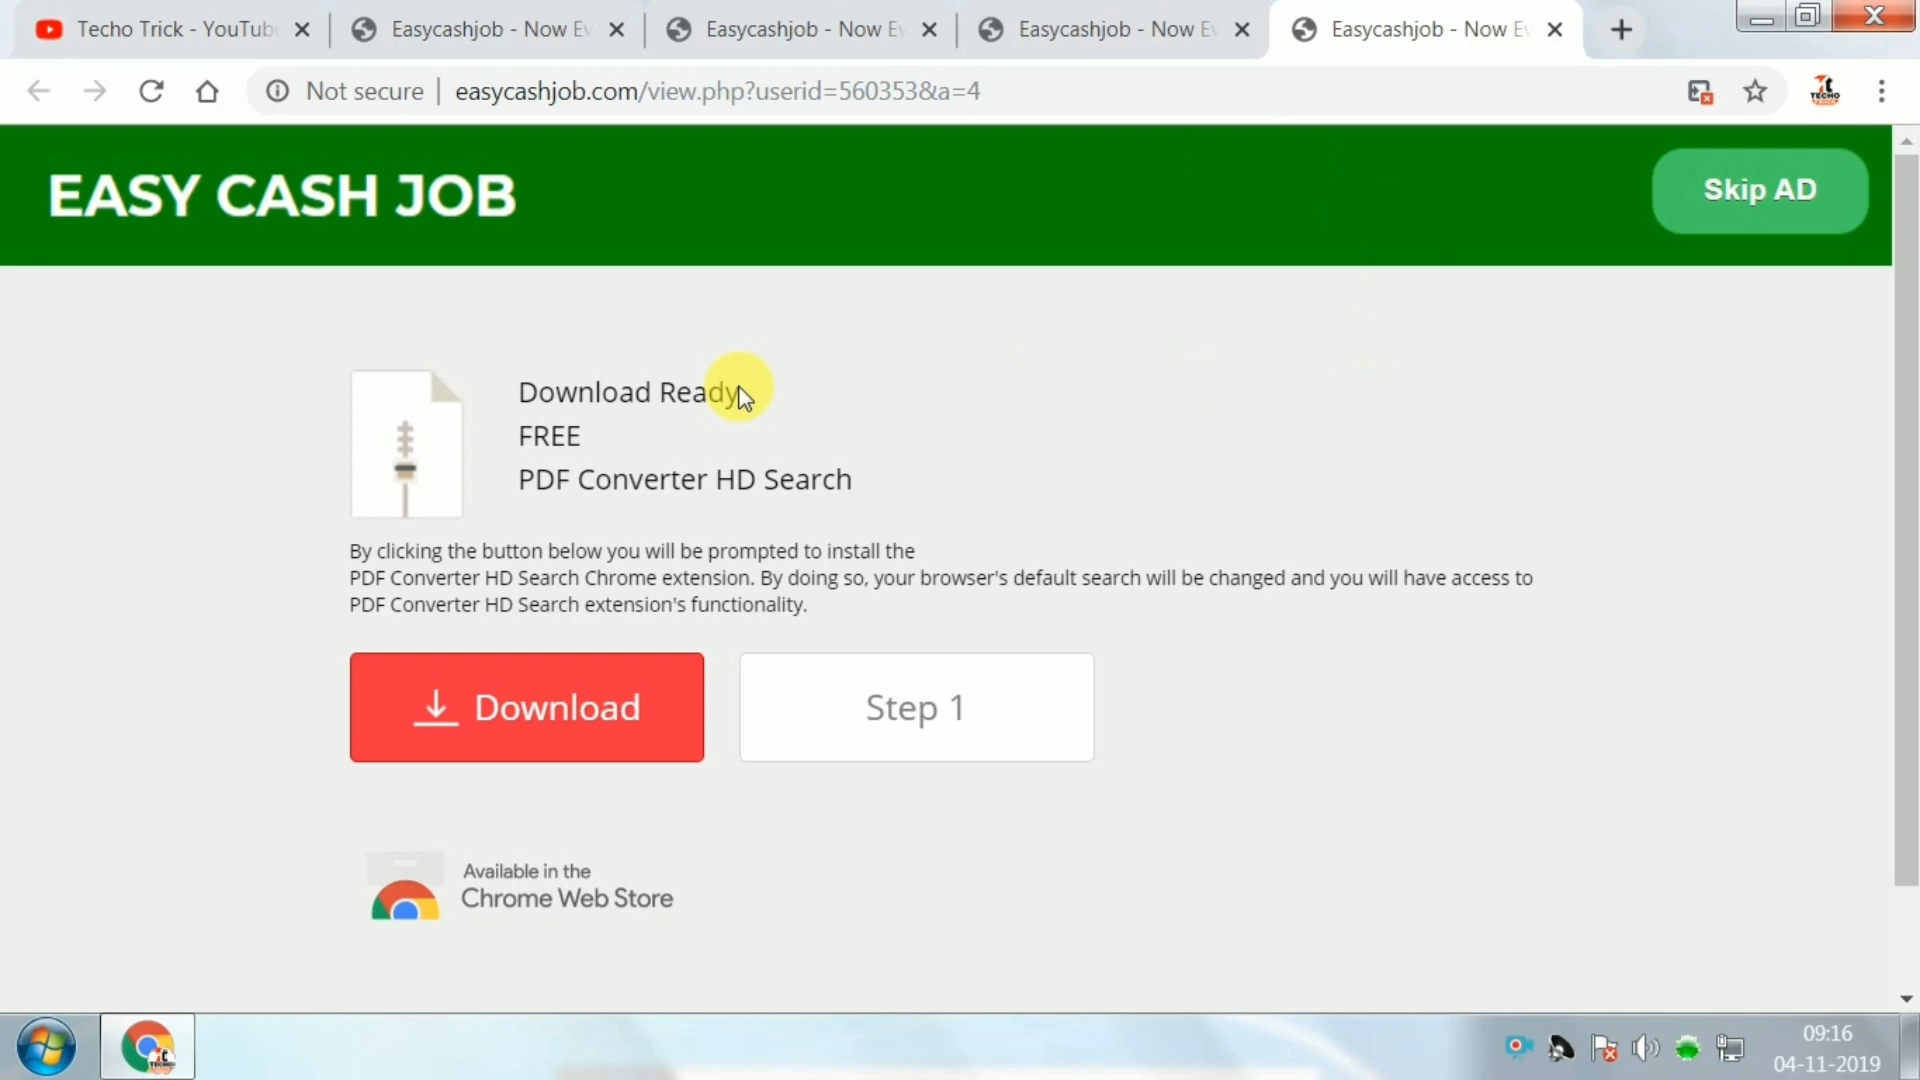 Techo Trick - YouTub
Easycashjob - Now Ev
Easycashjob - Now Ev
Easycashjob - Now E
Easycashjob - Now Ev
Not secure
easycashjob.com/view.php?userid=560353&a=4
TECHO
EASY CASH JOB
Skip AD
Download Ready
FREE
PDF Converter HD Search
By clicking the button below you will be prompted to install the
PDF Converter HD Search Chrome extension. By doing so, your browser's default search will be changed and you will have access to
PDF Converter HD Search extension's functionality.
Download
Step 1
Available in the
Chrome Web Store
09:16
04-11-2019